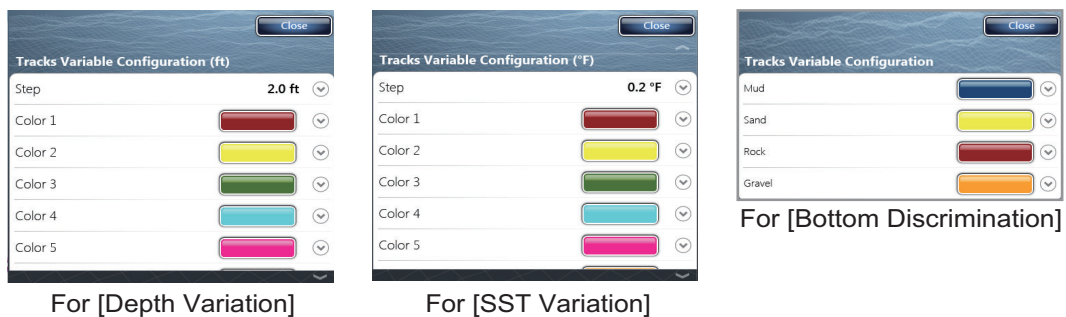 Close
Tracks Variable Configuration (ft)
Step 2.0 ft
Color 1
Color 2
Color 3
Color 4
Color 5
For [Depth Variation]
Close
Tracks Variable Configuration (°F)
Step 0.2 °F
Color 1
Color 2
Color 3
Color 4
Color 5
For [SST Variation]
Close
Tracks Variable Configuration
Mud
Sand
Rock
Gravel
For [Bottom Discrimination]